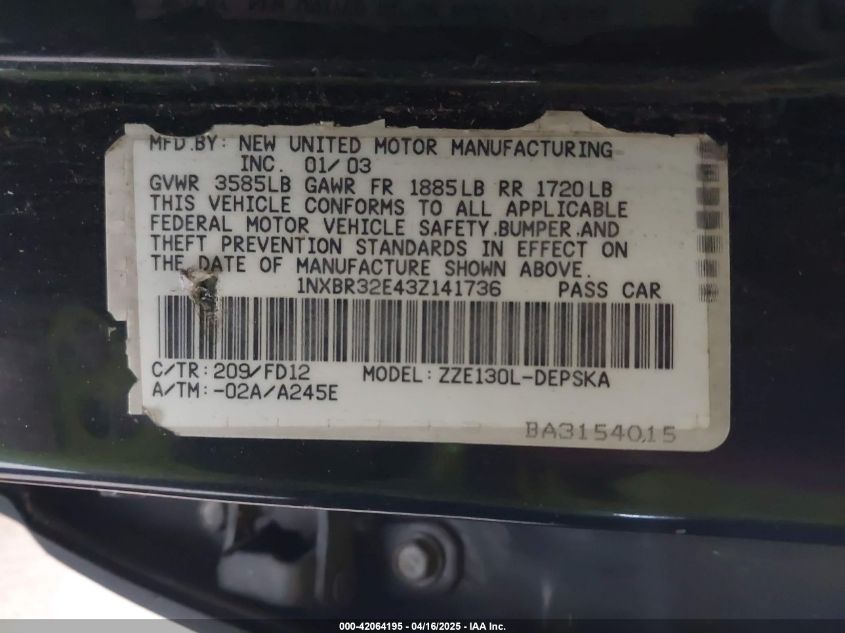 MFD.BY: NEW UNITED MOTOR MANUFACTURING
INC. 01/03
GVWR 3585LB GAWR FR 1885LB RR 1720LB
THIS VEHICLE CONFORMS TO ALL APPLICABLE
FEDERAL MOTOR VEHICLE SAFETY,BUMPER,AND
THEFT PREVENTION STANDARDS IN EFFECT ON
THE DATE OF MANUFACTURE SHOWN ABOVE.
1NXBR32E43Z141736 PASS CAR
C/TR: 209/FD12 MODEL: ZZE130L-DEPSKA
A/TM: -02A/A245E
BA3154015
000-42064195 - 04/16/2025 - IAA Inc.